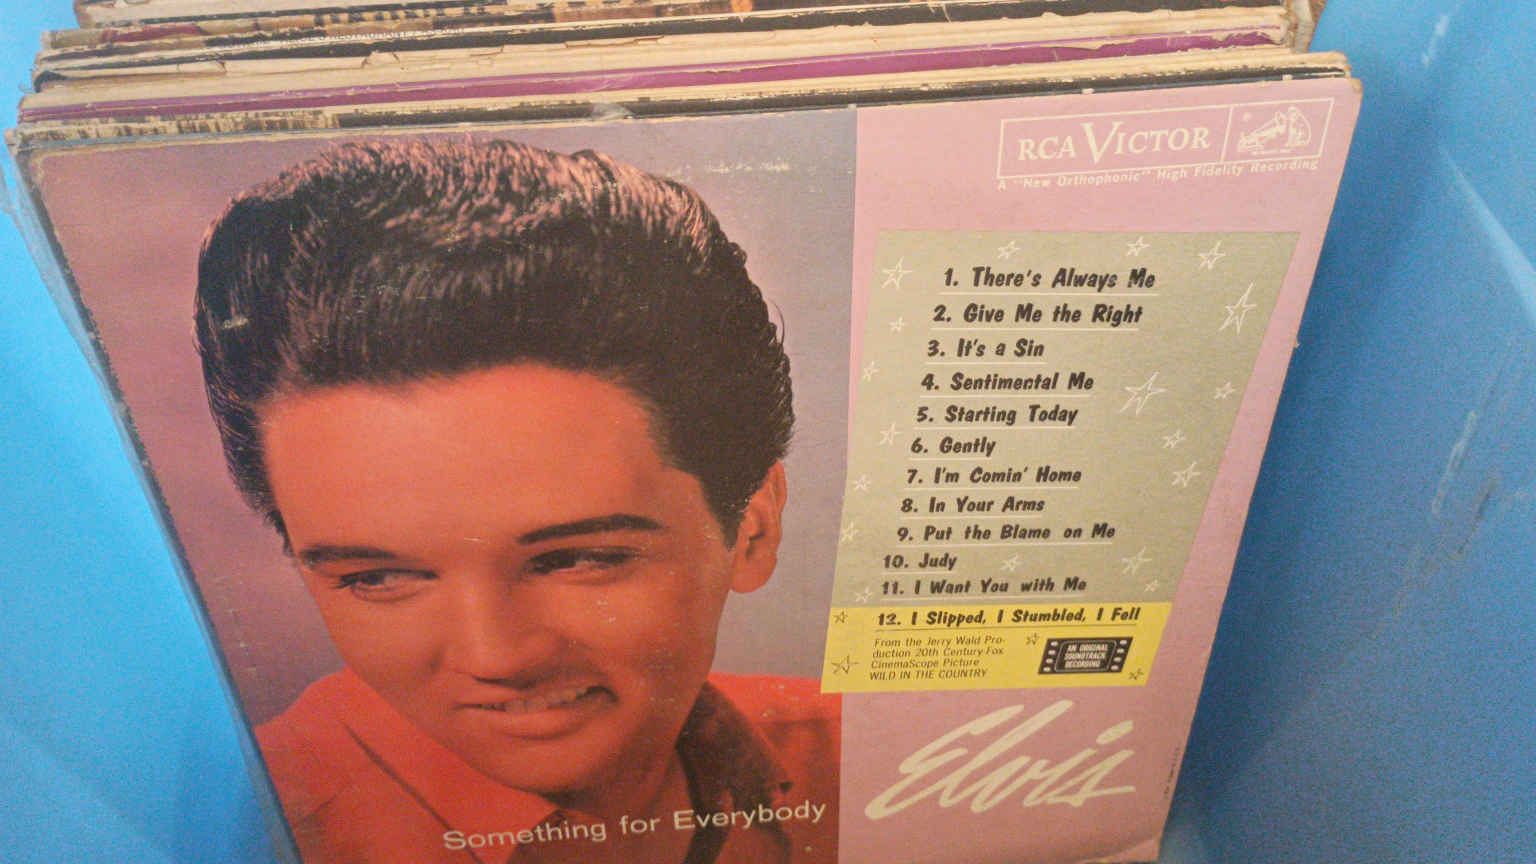 RCA VICTOR
A "New Orthophonic" High Fidelity Recording
1. There's Always Me
2. Give Me the Right
3. It's a Sin
4. Sentimental Me
5. Starting Today
6. Gently
7. I'm Comin' Home
8. In Your Arms
9. Put the Blame on Me
10. Judy
11. I Want You with Me
12. I Slipped, I Stumbled, I Fell
From the Jerry Wald Pro-
duction 20th Century-Fox
CinemaScope Picture
WILD IN THE COUNTRY
AN ORIGINAL
SOUNDTRACK
RECORDING
Elvis
Something for Everybody